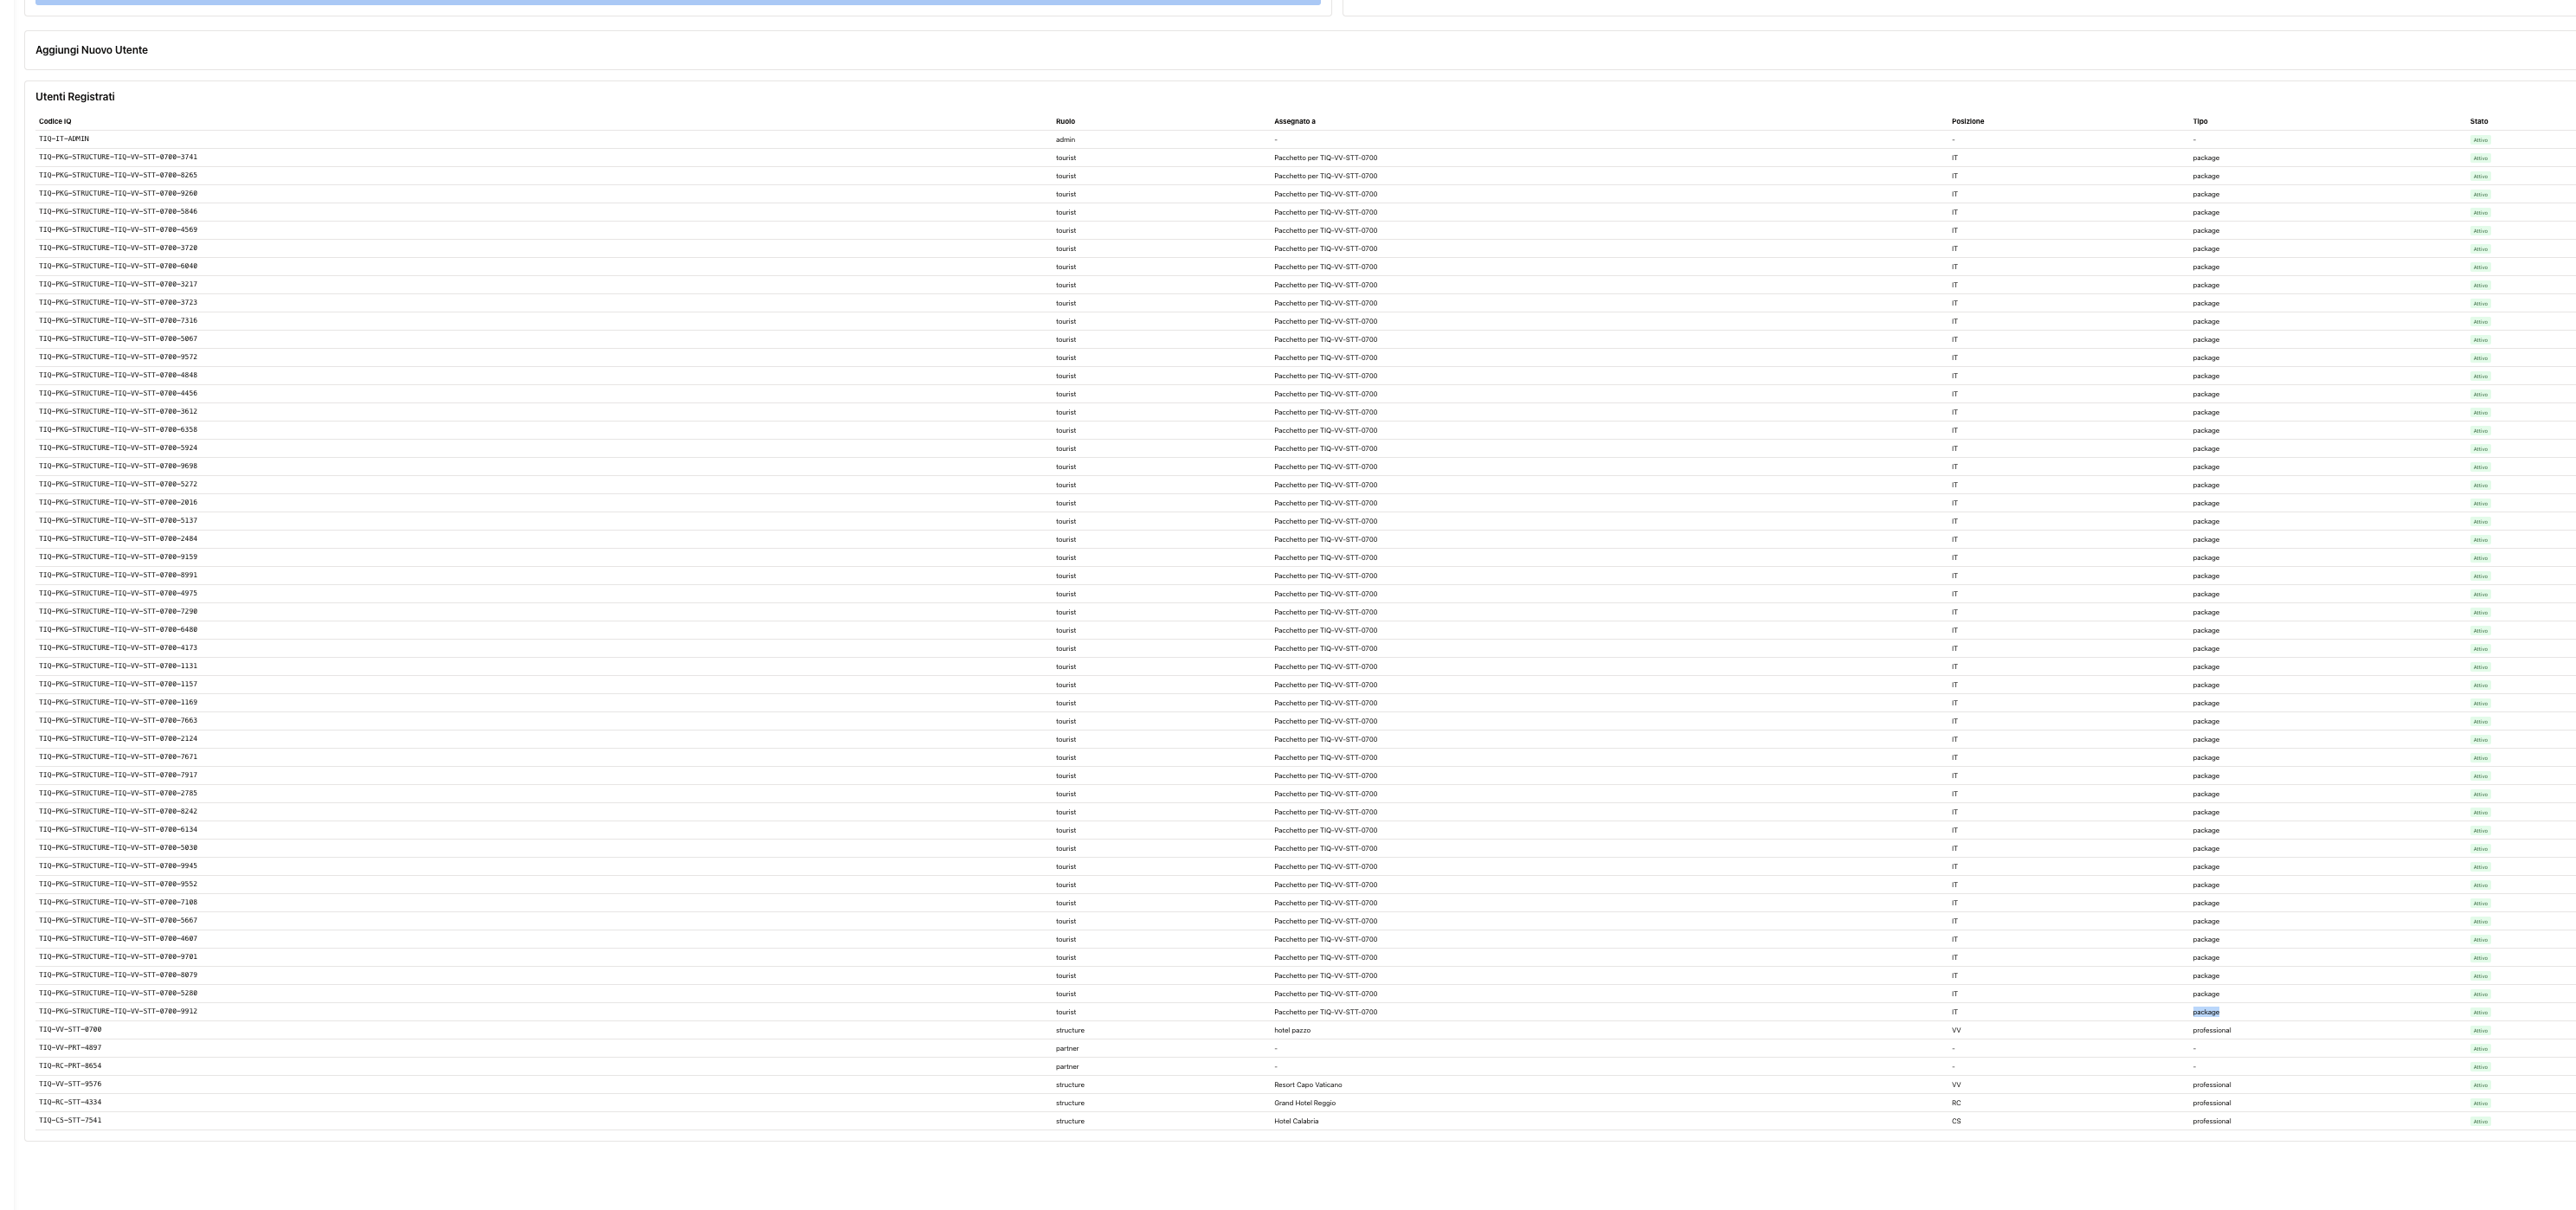 Aggiungi Nuovo Utente
Utenti Registrati
Codice IQ Ruolo Assegnato a Posizione Tipo Stato
TIQ-IT-ADMIN admin - - - Attivo
TIQ-PKG-STRUCTURE-TIQ-VV-STT-0700-3741 tourist Pacchetto per TIQ-VV-STT-0700 IT package Attivo
TIQ-PKG-STRUCTURE-TIQ-VV-STT-0700-8265 tourist Pacchetto per TIQ-VV-STT-0700 IT package Attivo
TIQ-PKG-STRUCTURE-TIQ-VV-STT-0700-9260 tourist Pacchetto per TIQ-VV-STT-0700 IT package Attivo
TIQ-PKG-STRUCTURE-TIQ-VV-STT-0700-5846 tourist Pacchetto per TIQ-VV-STT-0700 IT package Attivo
TIQ-PKG-STRUCTURE-TIQ-VV-STT-0700-4569 tourist Pacchetto per TIQ-VV-STT-0700 IT package Attivo
TIQ-PKG-STRUCTURE-TIQ-VV-STT-0700-3720 tourist Pacchetto per TIQ-VV-STT-0700 IT package Attivo
TIQ-PKG-STRUCTURE-TIQ-VV-STT-0700-6040 tourist Pacchetto per TIQ-VV-STT-0700 IT package Attivo
TIQ-PKG-STRUCTURE-TIQ-VV-STT-0700-3217 tourist Pacchetto per TIQ-VV-STT-0700 IT package Attivo
TIQ-PKG-STRUCTURE-TIQ-VV-STT-0700-3723 tourist Pacchetto per TIQ-VV-STT-0700 IT package Attivo
TIQ-PKG-STRUCTURE-TIQ-VV-STT-0700-7316 tourist Pacchetto per TIQ-VV-STT-0700 IT package Attivo
TIQ-PKG-STRUCTURE-TIQ-VV-STT-0700-5067 tourist Pacchetto per TIQ-VV-STT-0700 IT package Attivo
TIQ-PKG-STRUCTURE-TIQ-VV-STT-0700-9572 tourist Pacchetto per TIQ-VV-STT-0700 IT package Attivo
TIQ-PKG-STRUCTURE-TIQ-VV-STT-0700-4848 tourist Pacchetto per TIQ-VV-STT-0700 IT package Attivo
TIQ-PKG-STRUCTURE-TIQ-VV-STT-0700-4456 tourist Pacchetto per TIQ-VV-STT-0700 IT package Attivo
TIQ-PKG-STRUCTURE-TIQ-VV-STT-0700-3612 tourist Pacchetto per TIQ-VV-STT-0700 IT package Attivo
TIQ-PKG-STRUCTURE-TIQ-VV-STT-0700-6358 tourist Pacchetto per TIQ-VV-STT-0700 IT package Attivo
TIQ-PKG-STRUCTURE-TIQ-VV-STT-0700-5924 tourist Pacchetto per TIQ-VV-STT-0700 IT package Attivo
TIQ-PKG-STRUCTURE-TIQ-VV-STT-0700-9698 tourist Pacchetto per TIQ-VV-STT-0700 IT package Attivo
TIQ-PKG-STRUCTURE-TIQ-VV-STT-0700-5272 tourist Pacchetto per TIQ-VV-STT-0700 IT package Attivo
TIQ-PKG-STRUCTURE-TIQ-VV-STT-0700-2016 tourist Pacchetto per TIQ-VV-STT-0700 IT package Attivo
TIQ-PKG-STRUCTURE-TIQ-VV-STT-0700-5137 tourist Pacchetto per TIQ-VV-STT-0700 IT package Attivo
TIQ-PKG-STRUCTURE-TIQ-VV-STT-0700-2484 tourist Pacchetto per TIQ-VV-STT-0700 IT package Attivo
TIQ-PKG-STRUCTURE-TIQ-VV-STT-0700-9159 tourist Pacchetto per TIQ-VV-STT-0700 IT package Attivo
TIQ-PKG-STRUCTURE-TIQ-VV-STT-0700-8991 tourist Pacchetto per TIQ-VV-STT-0700 IT package Attivo
TIQ-PKG-STRUCTURE-TIQ-VV-STT-0700-4975 tourist Pacchetto per TIQ-VV-STT-0700 IT package Attivo
TIQ-PKG-STRUCTURE-TIQ-VV-STT-0700-7290 tourist Pacchetto per TIQ-VV-STT-0700 IT package Attivo
TIQ-PKG-STRUCTURE-TIQ-VV-STT-0700-6480 tourist Pacchetto per TIQ-VV-STT-0700 IT package Attivo
TIQ-PKG-STRUCTURE-TIQ-VV-STT-0700-4173 tourist Pacchetto per TIQ-VV-STT-0700 IT package Attivo
TIQ-PKG-STRUCTURE-TIQ-VV-STT-0700-1131 tourist Pacchetto per TIQ-VV-STT-0700 IT package Attivo
TIQ-PKG-STRUCTURE-TIQ-VV-STT-0700-1157 tourist Pacchetto per TIQ-VV-STT-0700 IT package Attivo
TIQ-PKG-STRUCTURE-TIQ-VV-STT-0700-1169 tourist Pacchetto per TIQ-VV-STT-0700 IT package Attivo
TIQ-PKG-STRUCTURE-TIQ-VV-STT-0700-7663 tourist Pacchetto per TIQ-VV-STT-0700 IT package Attivo
TIQ-PKG-STRUCTURE-TIQ-VV-STT-0700-2124 tourist Pacchetto per TIQ-VV-STT-0700 IT package Attivo
TIQ-PKG-STRUCTURE-TIQ-VV-STT-0700-7671 tourist Pacchetto per TIQ-VV-STT-0700 IT package Attivo
TIQ-PKG-STRUCTURE-TIQ-VV-STT-0700-7917 tourist Pacchetto per TIQ-VV-STT-0700 IT package Attivo
TIQ-PKG-STRUCTURE-TIQ-VV-STT-0700-2785 tourist Pacchetto per TIQ-VV-STT-0700 IT package Attivo
TIQ-PKG-STRUCTURE-TIQ-VV-STT-0700-8242 tourist Pacchetto per TIQ-VV-STT-0700 IT package Attivo
TIQ-PKG-STRUCTURE-TIQ-VV-STT-0700-6134 tourist Pacchetto per TIQ-VV-STT-0700 IT package Attivo
TIQ-PKG-STRUCTURE-TIQ-VV-STT-0700-5030 tourist Pacchetto per TIQ-VV-STT-0700 IT package Attivo
TIQ-PKG-STRUCTURE-TIQ-VV-STT-0700-9945 tourist Pacchetto per TIQ-VV-STT-0700 IT package Attivo
TIQ-PKG-STRUCTURE-TIQ-VV-STT-0700-9552 tourist Pacchetto per TIQ-VV-STT-0700 IT package Attivo
TIQ-PKG-STRUCTURE-TIQ-VV-STT-0700-7108 tourist Pacchetto per TIQ-VV-STT-0700 IT package Attivo
TIQ-PKG-STRUCTURE-TIQ-VV-STT-0700-5667 tourist Pacchetto per TIQ-VV-STT-0700 IT package Attivo
TIQ-PKG-STRUCTURE-TIQ-VV-STT-0700-4607 tourist Pacchetto per TIQ-VV-STT-0700 IT package Attivo
TIQ-PKG-STRUCTURE-TIQ-VV-STT-0700-9701 tourist Pacchetto per TIQ-VV-STT-0700 IT package Attivo
TIQ-PKG-STRUCTURE-TIQ-VV-STT-0700-8079 tourist Pacchetto per TIQ-VV-STT-0700 IT package Attivo
TIQ-PKG-STRUCTURE-TIQ-VV-STT-0700-5280 tourist Pacchetto per TIQ-VV-STT-0700 IT package Attivo
TIQ-PKG-STRUCTURE-TIQ-VV-STT-0700-9912 tourist Pacchetto per TIQ-VV-STT-0700 IT package Attivo
TIQ-VV-STT-0700 structure hotel pazzo VV professional Attivo
TIQ-VV-PRT-4897 partner - - - Attivo
TIQ-RC-PRT-8654 partner - - - Attivo
TIQ-VV-STT-9576 structure Resort Capo Vaticano VV professional Attivo
TIQ-RC-STT-4334 structure Grand Hotel Reggio RC professional Attivo
TIQ-CS-STT-7541 structure Hotel Calabria CS professional Attivo